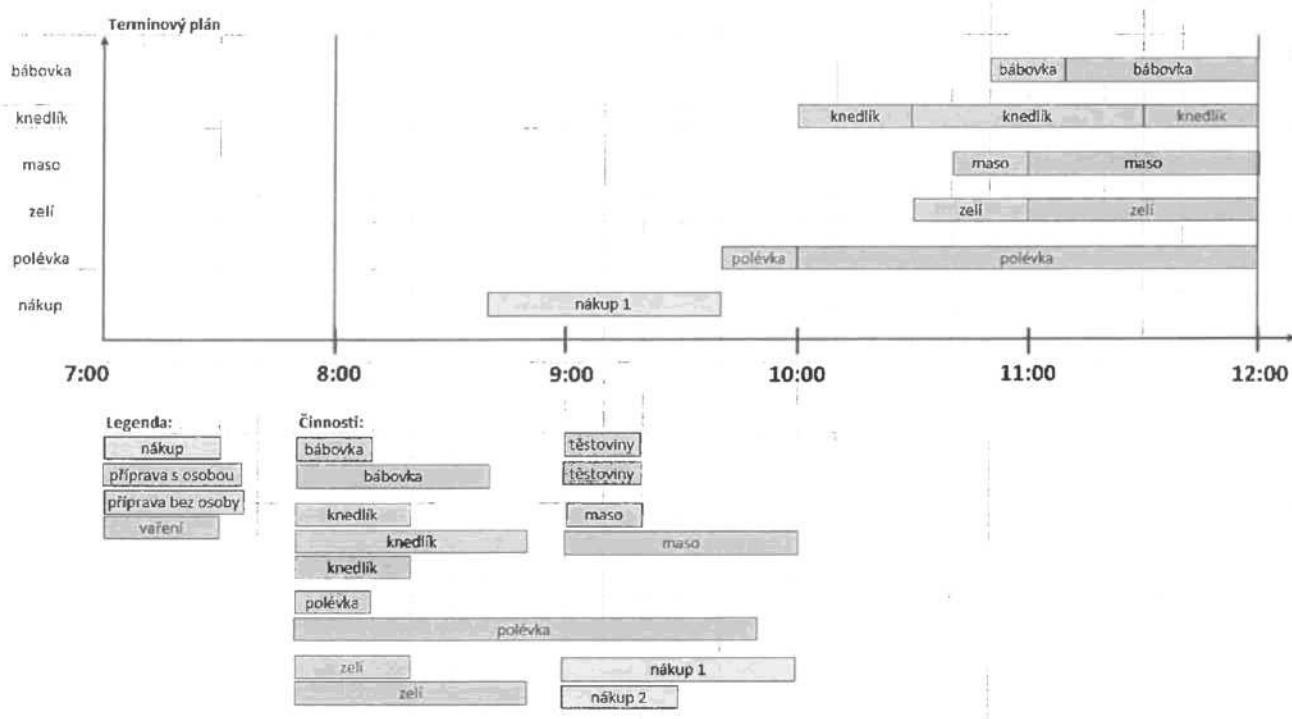 Termínový plán
bábovka bábovka bábovka
knedlík knedlík knedlík knedlík
maso maso maso
zelí zelí zelí
polévka polévka polévka
nákup nákup 1
7:00 8:00 9:00 10:00 11:00 12:00
Legenda: Činnosti:
nákup bábovka těstoviny
příprava s osobou bábovka těstoviny
příprava bez osoby knedlík maso
vaření knedlík maso
knedlík
polévka
polévka
zelí nákup 1
zelí nákup 2